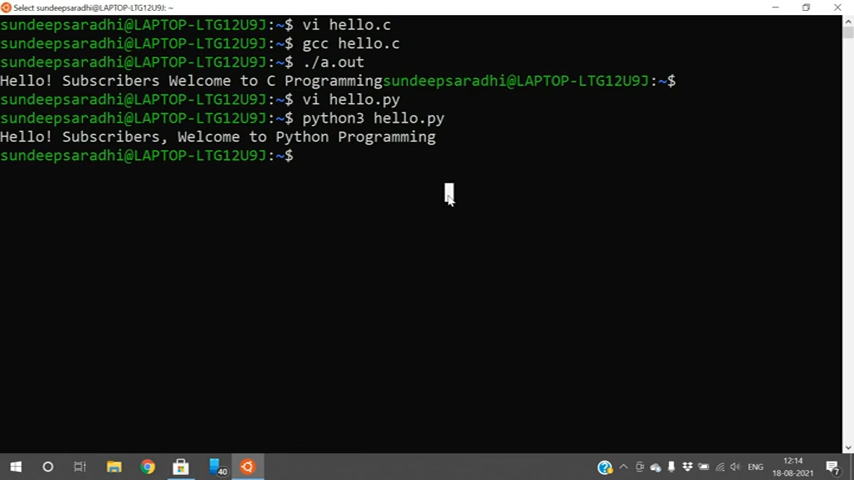 Select sundeepsaradhi@LAPTOP-LTG12U9J: ~
sundeepsaradhi@LAPTOP-LTG12U9J:~$ vi hello.c
sundeepsaradhi@LAPTOP-LTG12U9J:~$ gcc hello.c
sundeepsaradhi@LAPTOP-LTG12U9J:~$ ./a.out
Hello! Subscribers Welcome to C Programmingsundeepsaradhi@LAPTOP-LTG12U9J:~$
sundeepsaradhi@LAPTOP-LTG12U9J:~$ vi hello.py
sundeepsaradhi@LAPTOP-LTG12U9J:~$ python3 hello.py
Hello! Subscribers, Welcome to Python Programming
sundeepsaradhi@LAPTOP-LTG12U9J:~$
40
ENG
12:14
18-08-2021
7